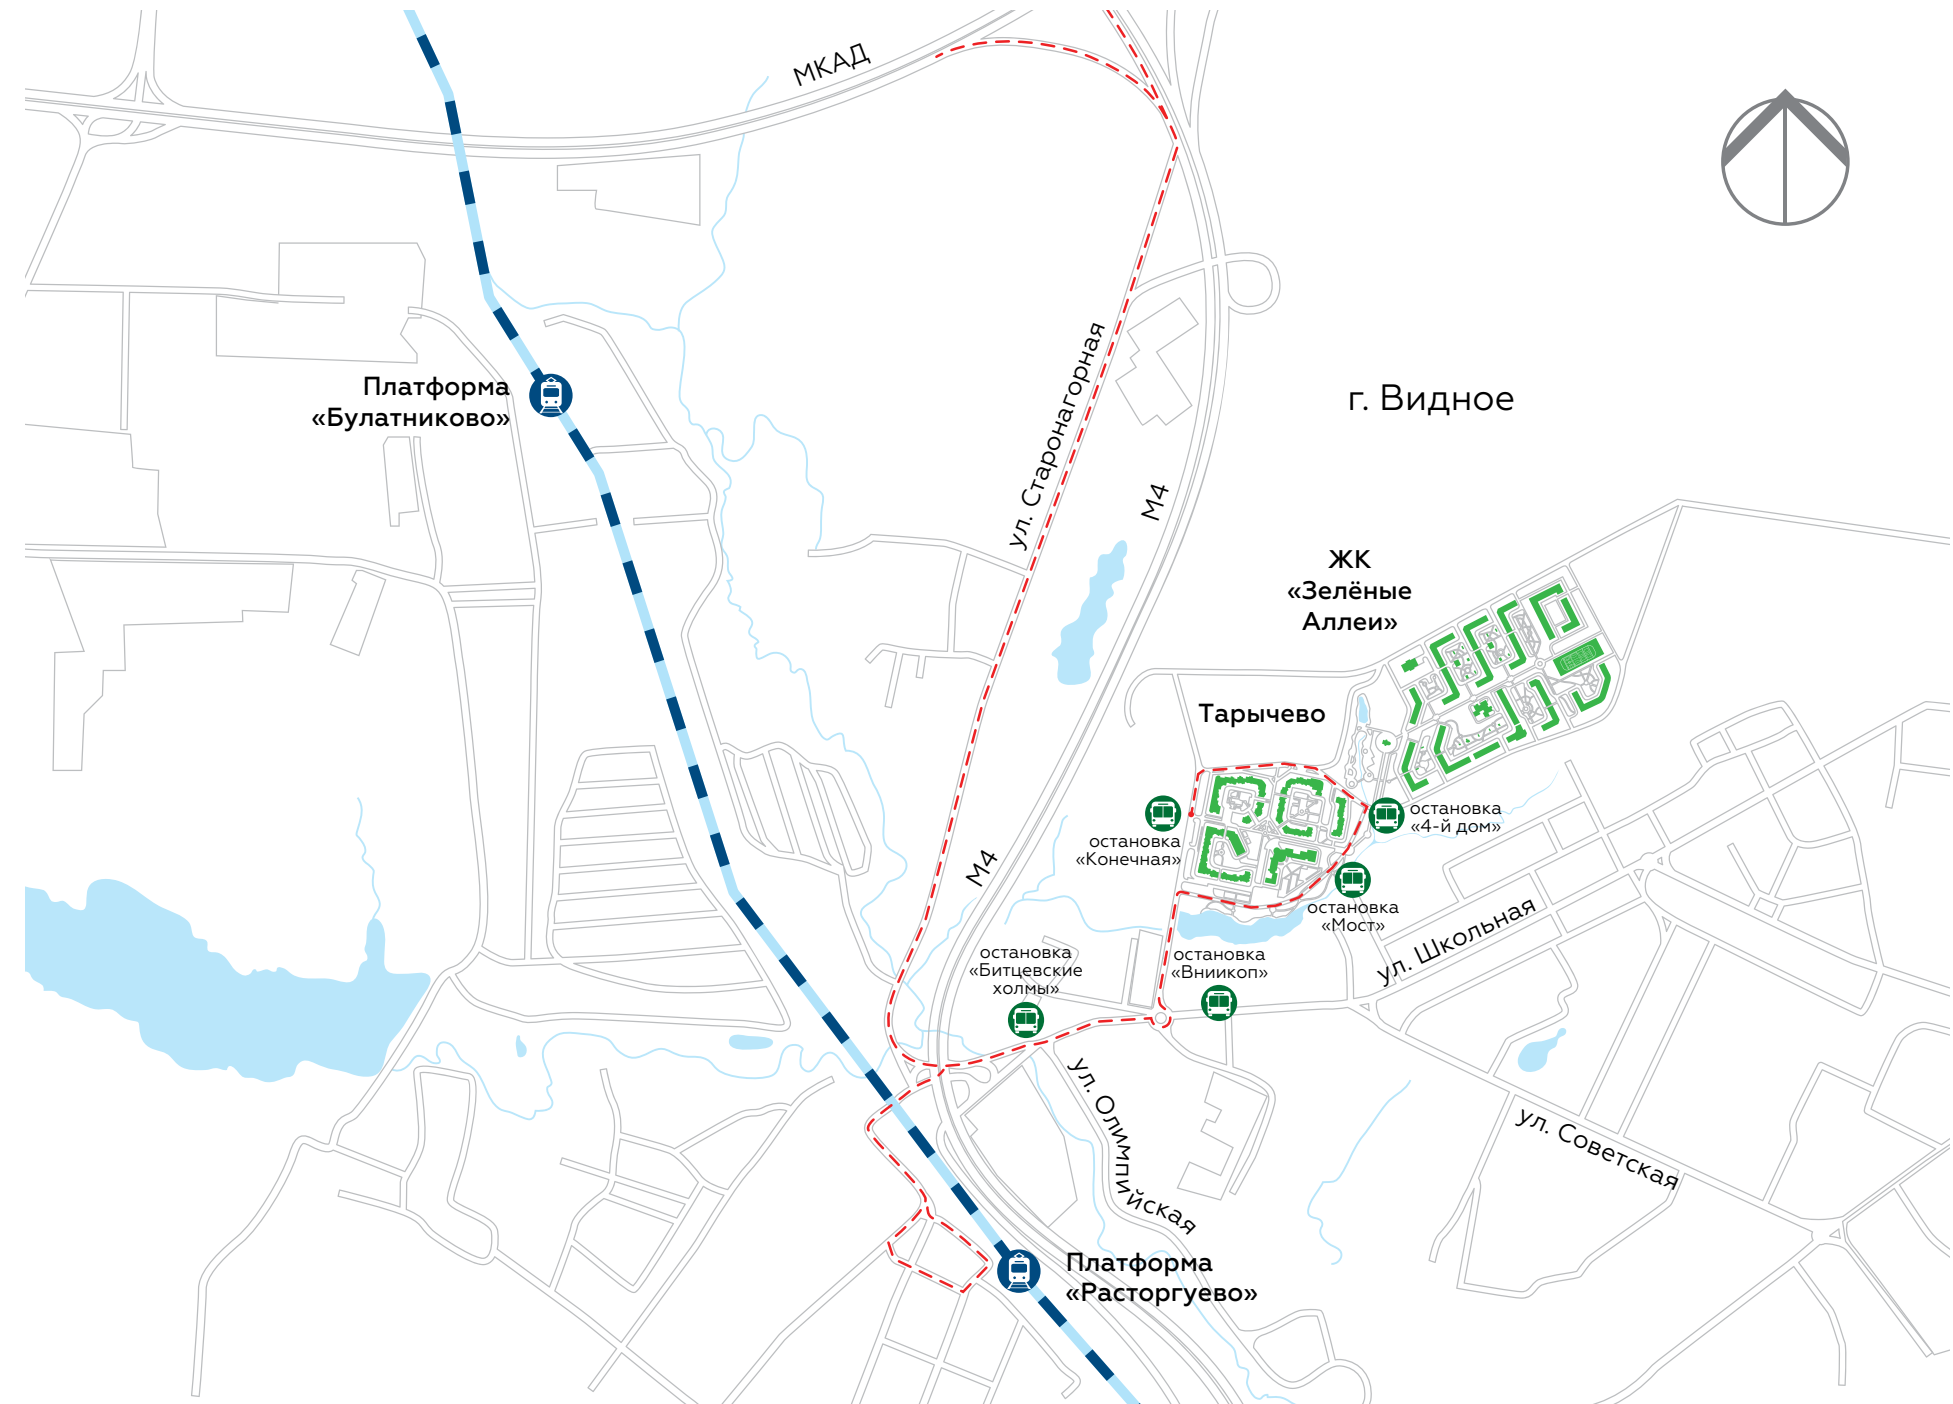 МКАД
Платформа
«Булатниково»
ул. Старонагорная
г. Видное
М4
ЖК
«Зелёные
Аллеи»
Тарычево
остановка
«4-й дом»
остановка
«Конечная»
М4
остановка
«Мост»
ул. Школьная
остановка
«Битцевские
холмы»
остановка
«Вниикоп»
ул. Олимпийская
ул. Советская
Платформа
«Расторгуево»